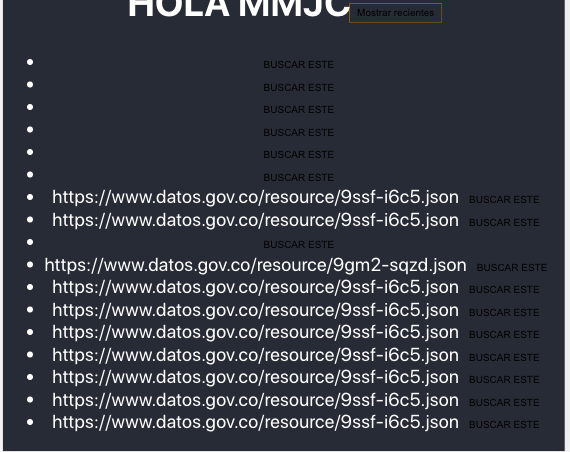 HOLA MMJC Mostrar recientes
BUSCAR ESTE
BUSCAR ESTE
BUSCAR ESTE
BUSCAR ESTE
BUSCAR ESTE
BUSCAR ESTE
https://www.datos.gov.co/resource/9ssf-i6c5.json BUSCAR ESTE
https://www.datos.gov.co/resource/9ssf-i6c5.json BUSCAR ESTE
BUSCAR ESTE
https://www.datos.gov.co/resource/9gm2-sqzd.json BUSCAR ESTE
https://www.datos.gov.co/resource/9ssf-i6c5.json BUSCAR ESTE
https://www.datos.gov.co/resource/9ssf-i6c5.json BUSCAR ESTE
https://www.datos.gov.co/resource/9ssf-i6c5.json BUSCAR ESTE
https://www.datos.gov.co/resource/9ssf-i6c5.json BUSCAR ESTE
https://www.datos.gov.co/resource/9ssf-i6c5.json BUSCAR ESTE
https://www.datos.gov.co/resource/9ssf-i6c5.json BUSCAR ESTE
https://www.datos.gov.co/resource/9ssf-i6c5.json BUSCAR ESTE